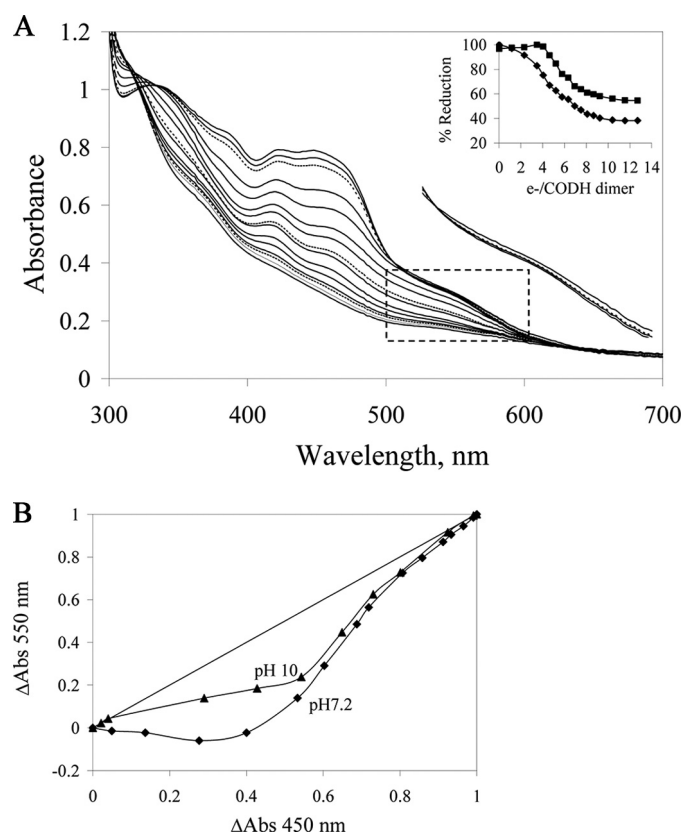 A
1.2
1
0.8
0.6
0.4
0.2
0
Absorbance
300
400
500
600
700
Wavelength, nm
100
80
60
40
20
% Reduction
0 2 4 6 8 10 12 14
e-/CODH dimer
B
1
0.8
0.6
0.4
0.2
0
-0.2
ΔAbs 550 nm
pH 10
pH7.2
0
0.2
0.4
0.6
0.8
1
ΔAbs 450 nm